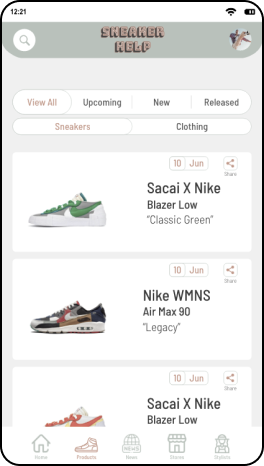 12:21
SNEAKER
HELP
View All
Upcoming
New
Released
Sneakers
Clothing
10 Jun
Share
Sacai X Nike
Blazer Low
"Classic Green"
10 Jun
Share
Nike WMNS
Air Max 90
"Legacy"
10 Jun
Share
Sacai X Nike
Blazer Low
NEWS
Home
Products
News
Stores